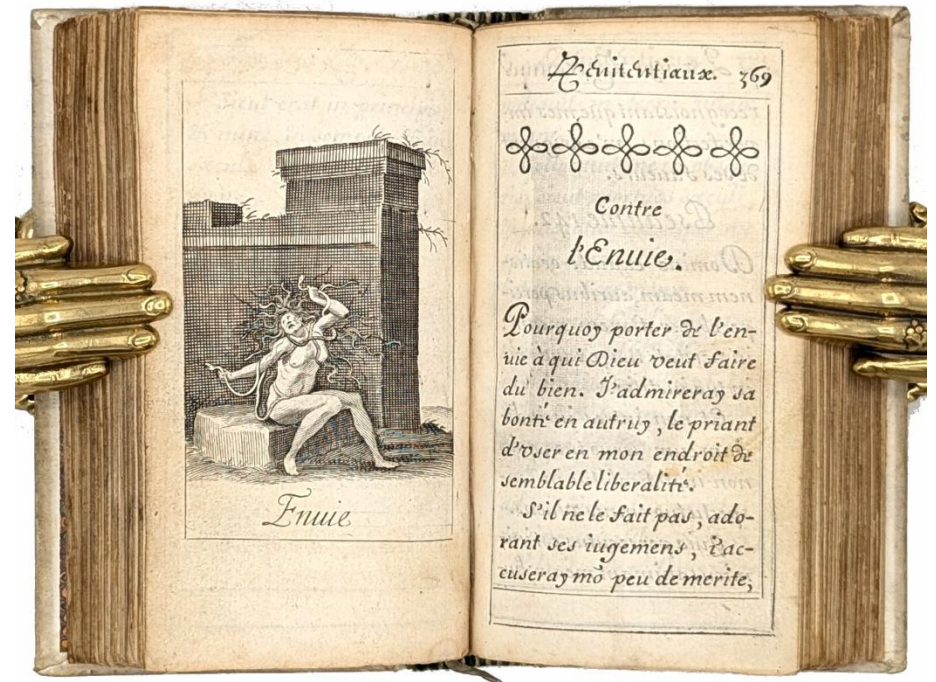 Enuie
Penitentiaux. 369
Contre
l'Enuie.
Pourquoy porter de l'en-
uie à qui Dieu veut faire
du bien. J'admireray sa
bonté en autruy, le priant
d'vser en mon endroit de
semblable liberalité.
S'il ne le fait pas, ado-
rant ses iugemens, j'ac-
cuseray mõ peu de merite,